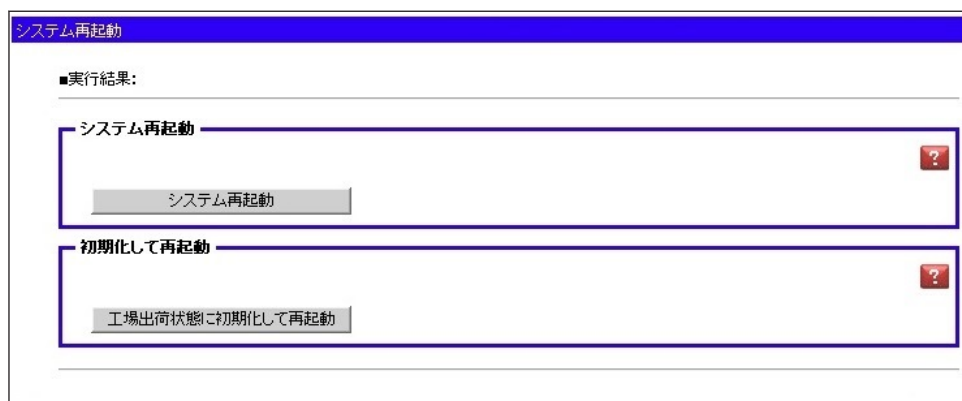 システム再起動
■実行結果:
システム再起動
?
システム再起動
初期化して再起動
?
工場出荷状態に初期化して再起動